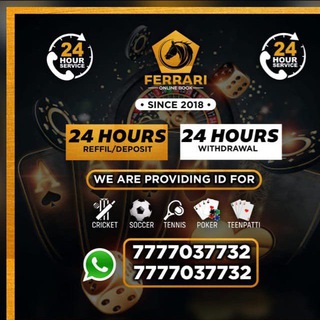 24
HOUR
SERVICE
24
HOUR
SERVICE
FERRARI
ONLINE BOOK
• SINCE 2018 •
24 HOURS
REFFIL/DEPOSIT
24 HOURS
WITHDRAWAL
WE ARE PROVIDING ID FOR
CRICKET SOCCER TENNIS POKER TEENPATTI
7777037732
7777037732